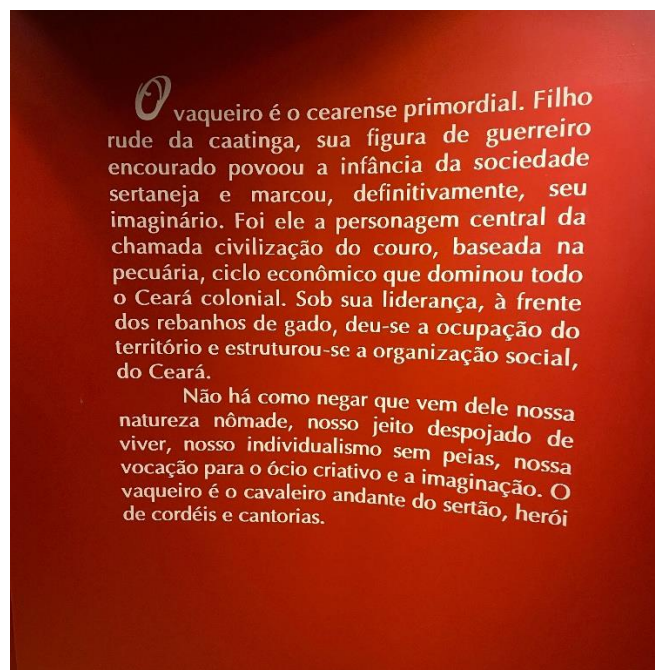 O vaqueiro é o cearense primordial. Filho
rude da caatinga, sua figura de guerreiro
encourado povoou a infância da sociedade
sertaneja e marcou, definitivamente, seu
imaginário. Foi ele a personagem central da
chamada civilização do couro, baseada na
pecuária, ciclo econômico que dominou todo
o Ceará colonial. Sob sua liderança, à frente
dos rebanhos de gado, deu-se a ocupação do
território e estruturou-se a organização social,
do Ceará.
Não há como negar que vem dele nossa
natureza nômade, nosso jeito despojado de
viver, nosso individualismo sem peias, nossa
vocação para o ócio criativo e a imaginação. O
vaqueiro é o cavaleiro andante do sertão, herói
de cordéis e cantorias.